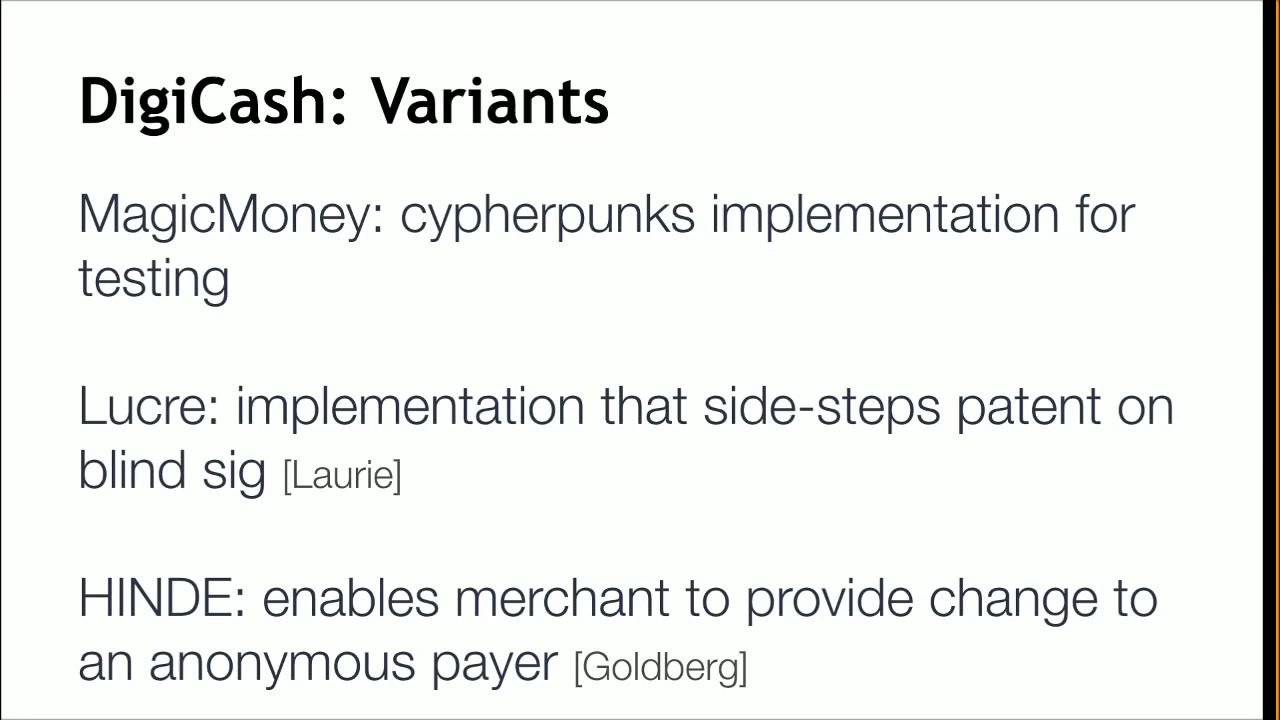 DigiCash: Variants
MagicMoney: cypherpunks implementation for
testing
Lucre: implementation that side-steps patent on
blind sig [Laurie]
HINDE: enables merchant to provide change to
an anonymous payer [Goldberg]